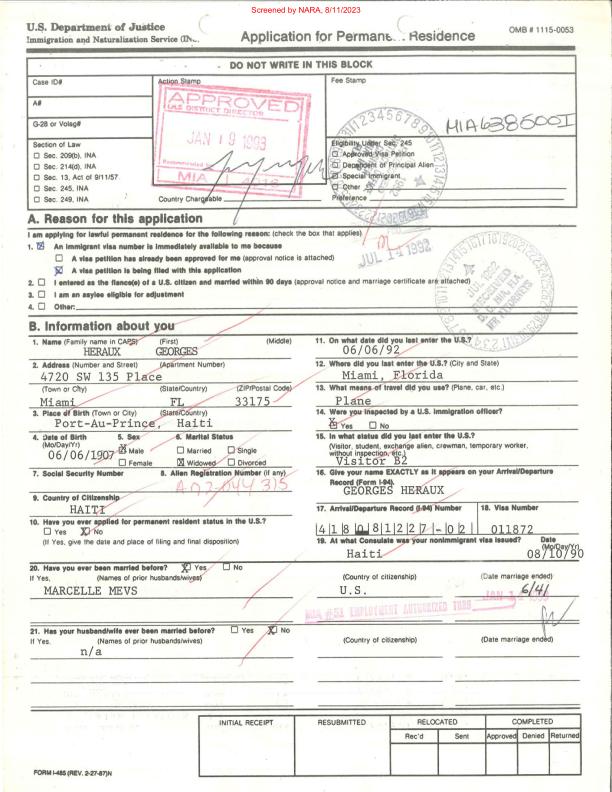 Screened by NARA, 8/11/2023
U.S. Department of Justice
Immigration and Naturalization Service (IN
Application for Permane Residence
OMB # 1115-0053
DO NOT WRITE IN THIS BLOCK
Case ID#
Action Stamp
Fee Stamp
A#
G-28 or Volag#
APPROVED
DISTRICT DIRECTOR
JAN 19 1993
MIA
MIA638500I
Section of Law
☐ Sec. 209(b), INA
☐ Sec. 214(d), INA
☐ Sec. 13, Act of 9/11/57
☐ Sec. 245, INA
☐ Sec. 249, INA
Country Chargeable
Eligibility Under Sec. 245
☐ Approved Visa Petition
☐ Dependent of Principal Alien
☐ Special Immigrant
☐ Other
Preference
A. Reason for this application
I am applying for lawful permanent residence for the following reason: (check the box that applies)
1. ☒ An immigrant visa number is immediately available to me because
☐ A visa petition has already been approved for me (approval notice is attached)
☒ A visa petition is being filed with this application
2. ☐ I entered as the fiance(e) of a U.S. citizen and married within 90 days (approval notice and marriage certificate are attached)
3. ☐ I am an asylee eligible for adjustment
4. ☐ Other:
JUL 14 1992
B. Information about you
1. Name (Family name in CAPS) (First) (Middle)
HERAUX GEORGES
2. Address (Number and Street) (Apartment Number)
4720 SW 135 Place
(Town or City) (State/Country) (ZIP/Postal Code)
Miami FL 33175
3. Place of Birth (Town or City) (State/Country)
Port-Au-Prince, Haiti
4. Date of Birth (Mo/Day/Yr)
06/06/1907
5. Sex
☒ Male
☐ Female
6. Marital Status
☐ Married ☐ Single
☒ Widowed ☐ Divorced
7. Social Security Number
8. Alien Registration Number (if any)
9. Country of Citizenship
HAITI
10. Have you ever applied for permanent resident status in the U.S.?
☐ Yes ☒ No
(If Yes, give the date and place of filing and final disposition)
11. On what date did you last enter the U.S.?
06/06/92
12. Where did you last enter the U.S.? (City and State)
Miami, Florida
13. What means of travel did you use? (Plane, car, etc.)
Plane
14. Were you inspected by a U.S. immigration officer?
☒ Yes ☐ No
15. In what status did you last enter the U.S.?
(Visitor, student, exchange alien, crewman, temporary worker, without inspection, etc.)
Visitor B2
16. Give your name EXACTLY as it appears on your Arrival/Departure Record (Form I-94).
GEORGES HERAUX
17. Arrival/Departure Record (I-94) Number
18. Visa Number
011872
19. At what Consulate was your nonimmigrant visa issued?
Date (Mo/Day/Yr)
Haiti 08/10/90
20. Have you ever been married before? ☒ Yes ☐ No
If Yes, (Names of prior husbands/wives) (Country of citizenship) (Date marriage ended)
MARCELLE MEVS U.S. 6/41
MIA #53 EMPLOYMENT AUTHORIZED THRU
21. Has your husband/wife ever been married before? ☐ Yes ☒ No
If Yes, (Names of prior husbands/wives) (Country of citizenship) (Date marriage ended)
n/a
INITIAL RECEIPT RESUBMITTED RELOCATED COMPLETED
Rec'd Sent Approved Denied Returned
FORM I-485 (REV. 2-27-87)N